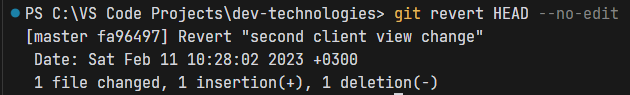 PS C:\VS Code Projects\dev-technologies> git revert HEAD --no-edit
[master fa96497] Revert "second client view change"
Date: Sat Feb 11 10:28:02 2023 +0300
1 file changed, 1 insertion(+), 1 deletion(-)